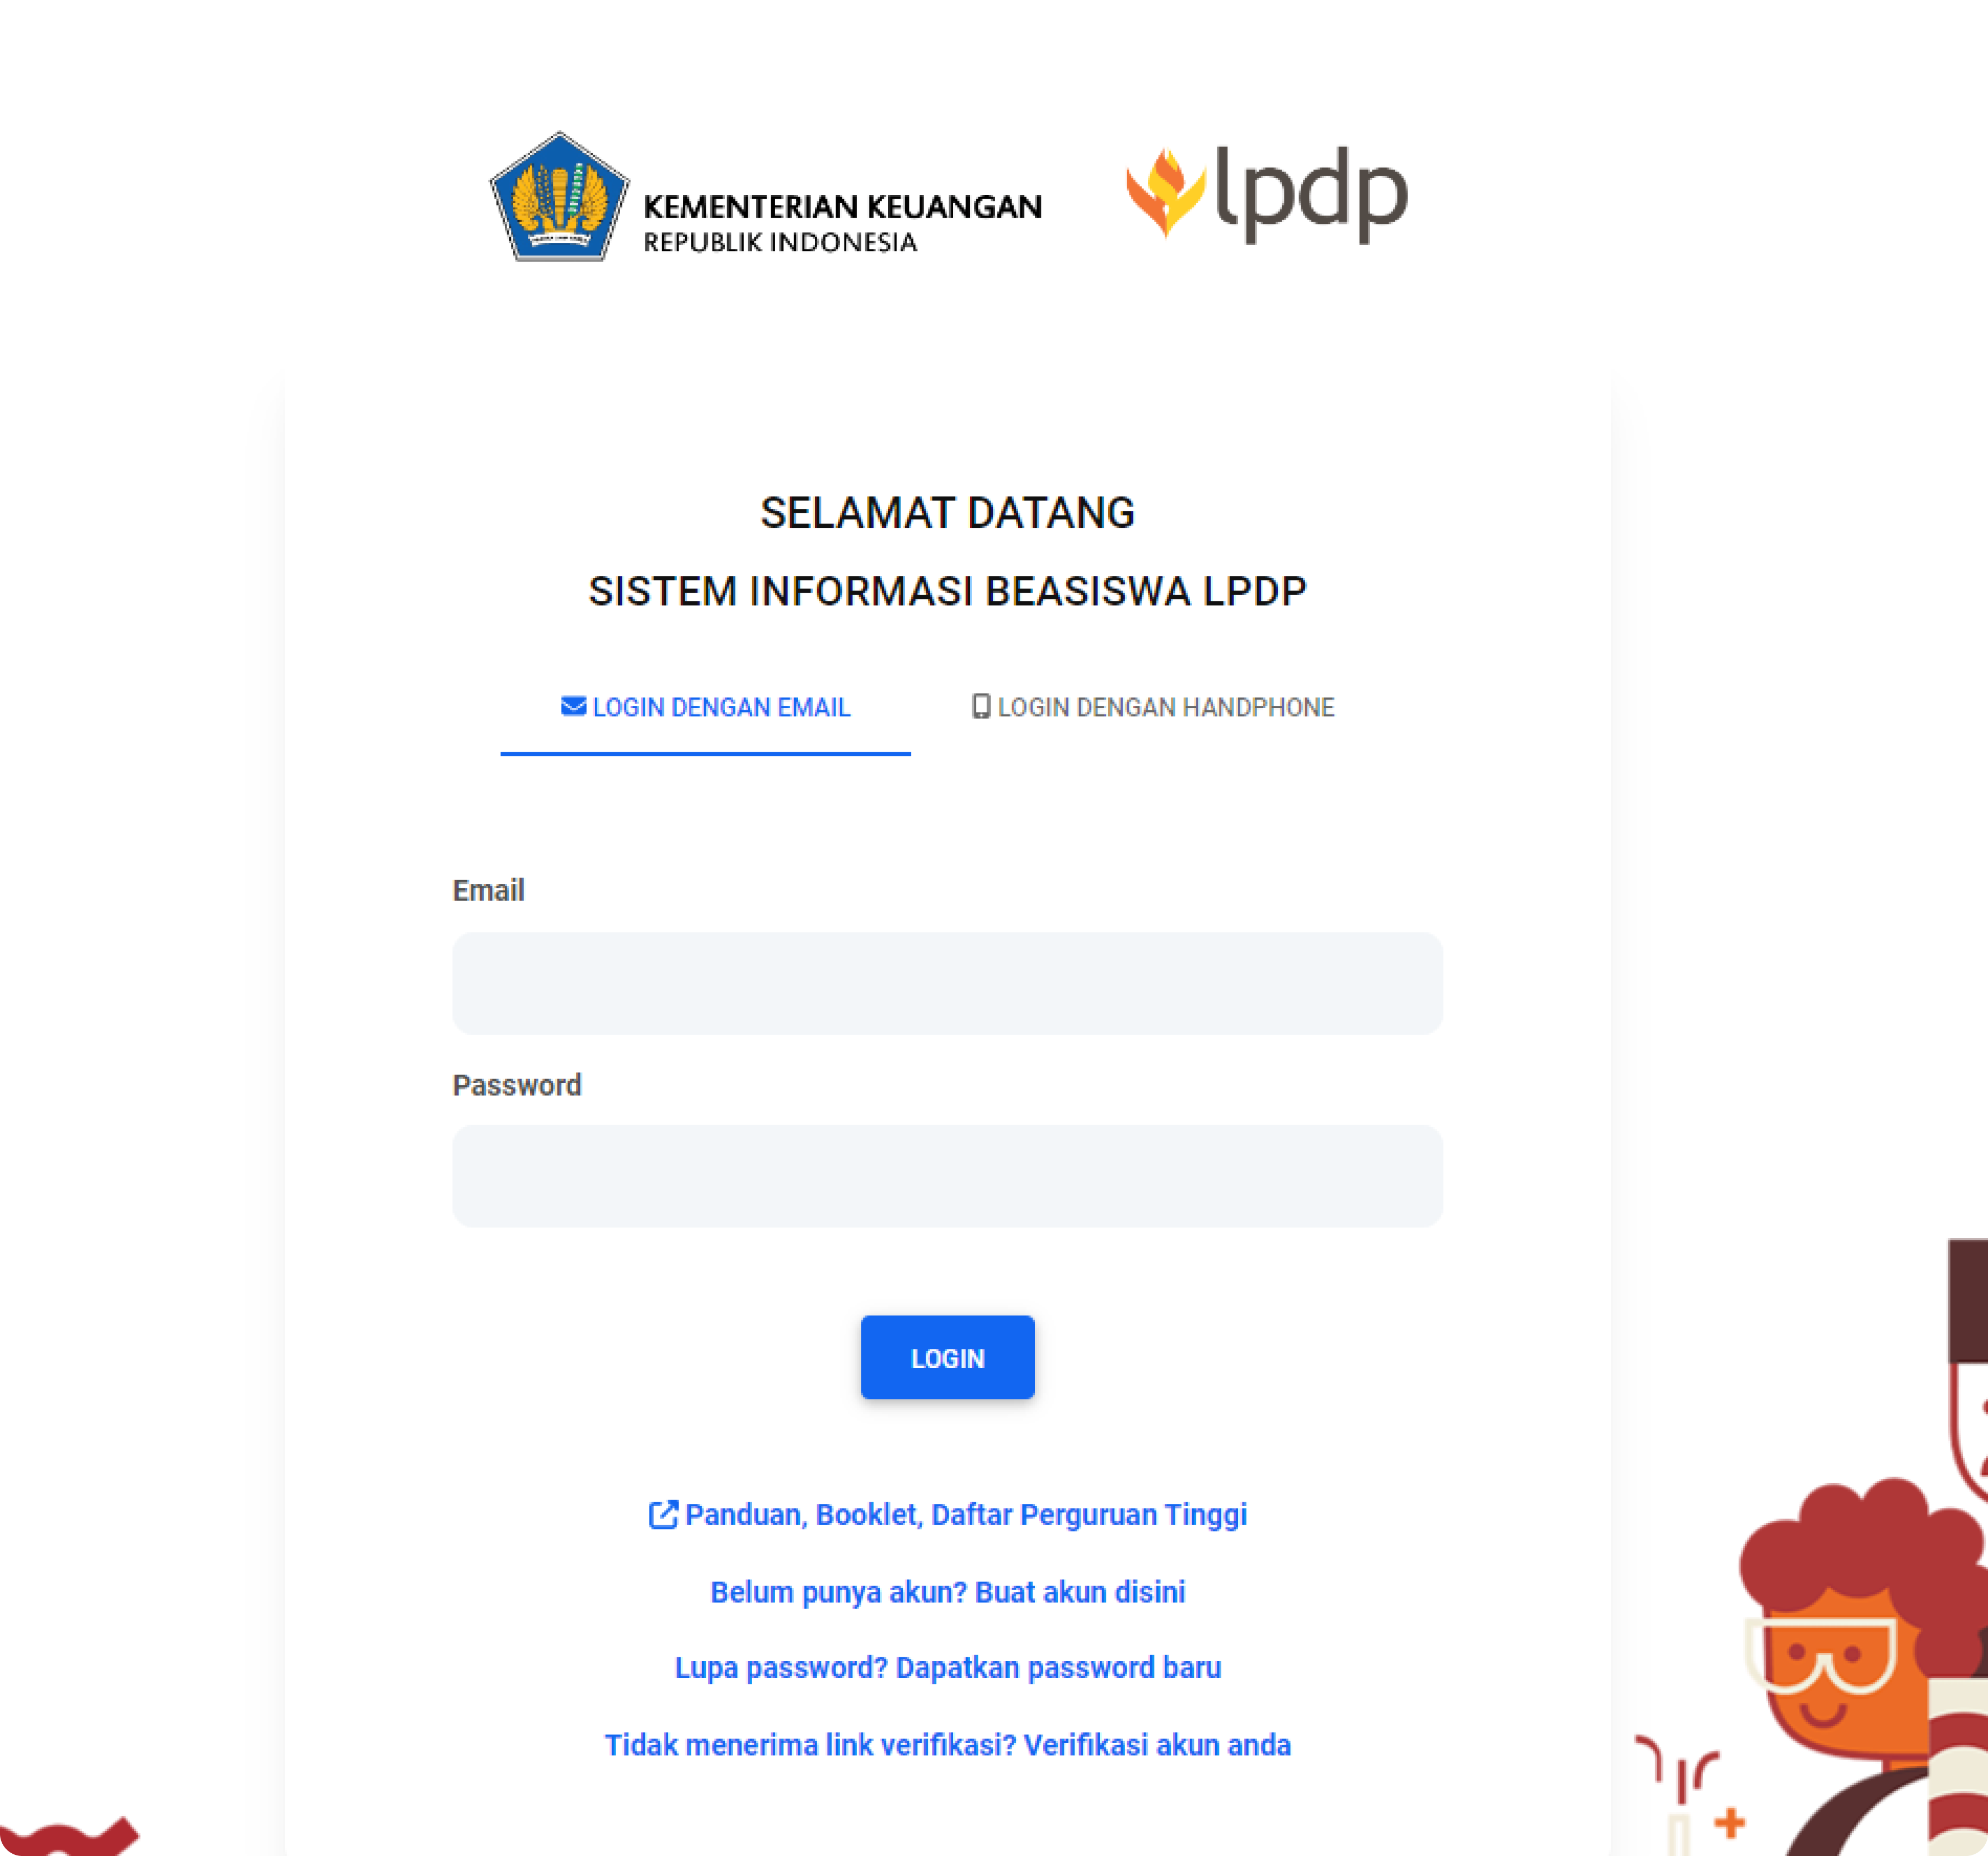 KEMENTERIAN KEUANGAN
REPUBLIK INDONESIA
lpdp
SELAMAT DATANG
SISTEM INFORMASI BEASISWA LPDP
LOGIN DENGAN EMAIL
LOGIN DENGAN HANDPHONE
Email
Password
LOGIN
Panduan, Booklet, Daftar Perguruan Tinggi
Belum punya akun? Buat akun disini
Lupa password? Dapatkan password baru
Tidak menerima link verifikasi? Verifikasi akun anda